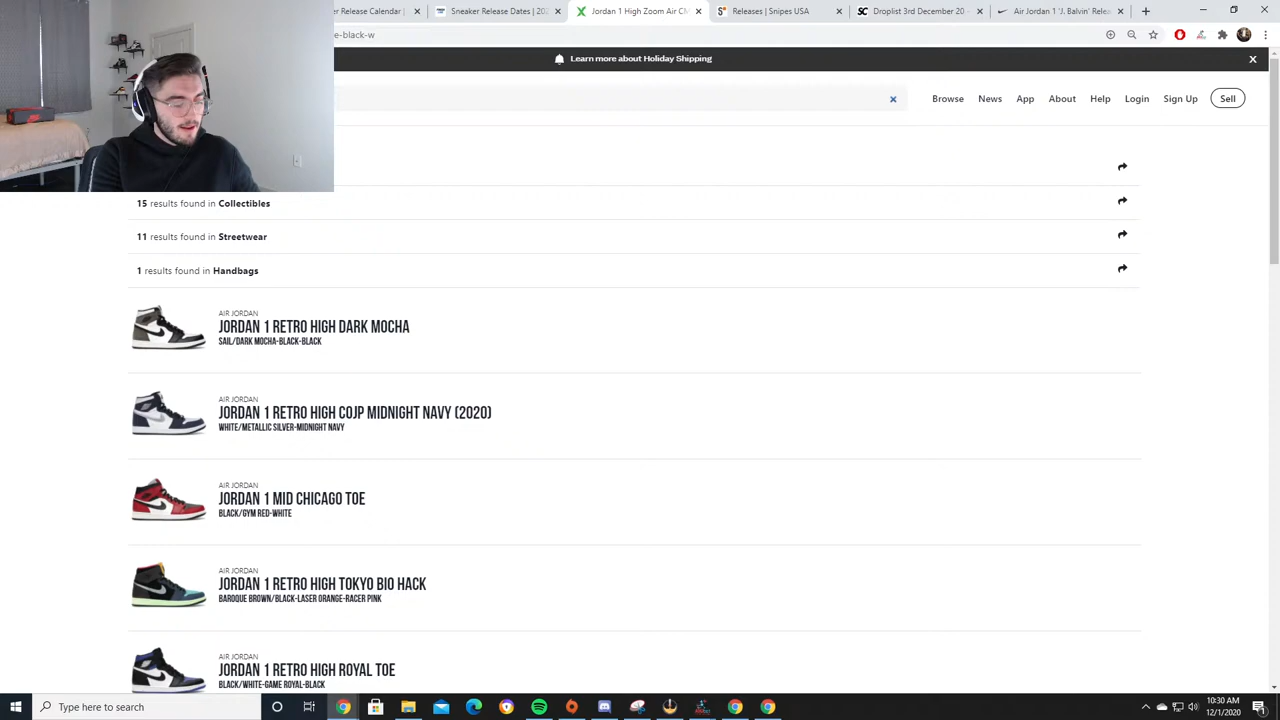 Release Calendar,
Sneaker Release Dates [202
Jordan 1 High Zoom Air CM
Releases | Snipes USA
Droplist 3rd December 20 -
Air Jordan 1 'J. Balvin' Relea
e-black-w
Learn more about Holiday Shipping
Browse
News
App
About
Help
Login
Sign Up
Sell
15 results found in Collectibles
11 results found in Streetwear
1 results found in Handbags
AIR JORDAN
JORDAN 1 RETRO HIGH DARK MOCHA
SAIL/DARK MOCHA-BLACK-BLACK
AIR JORDAN
JORDAN 1 RETRO HIGH COJP MIDNIGHT NAVY (2020)
WHITE/METALLIC SILVER-MIDNIGHT NAVY
AIR JORDAN
JORDAN 1 MID CHICAGO TOE
BLACK/GYM RED-WHITE
AIR JORDAN
JORDAN 1 RETRO HIGH TOKYO BIO HACK
BAROQUE BROWN/BLACK-LASER ORANGE-RACER PINK
AIR JORDAN
JORDAN 1 RETRO HIGH ROYAL TOE
BLACK/WHITE-GAME ROYAL-BLACK
Type here to search
10:30 AM
12/1/2020